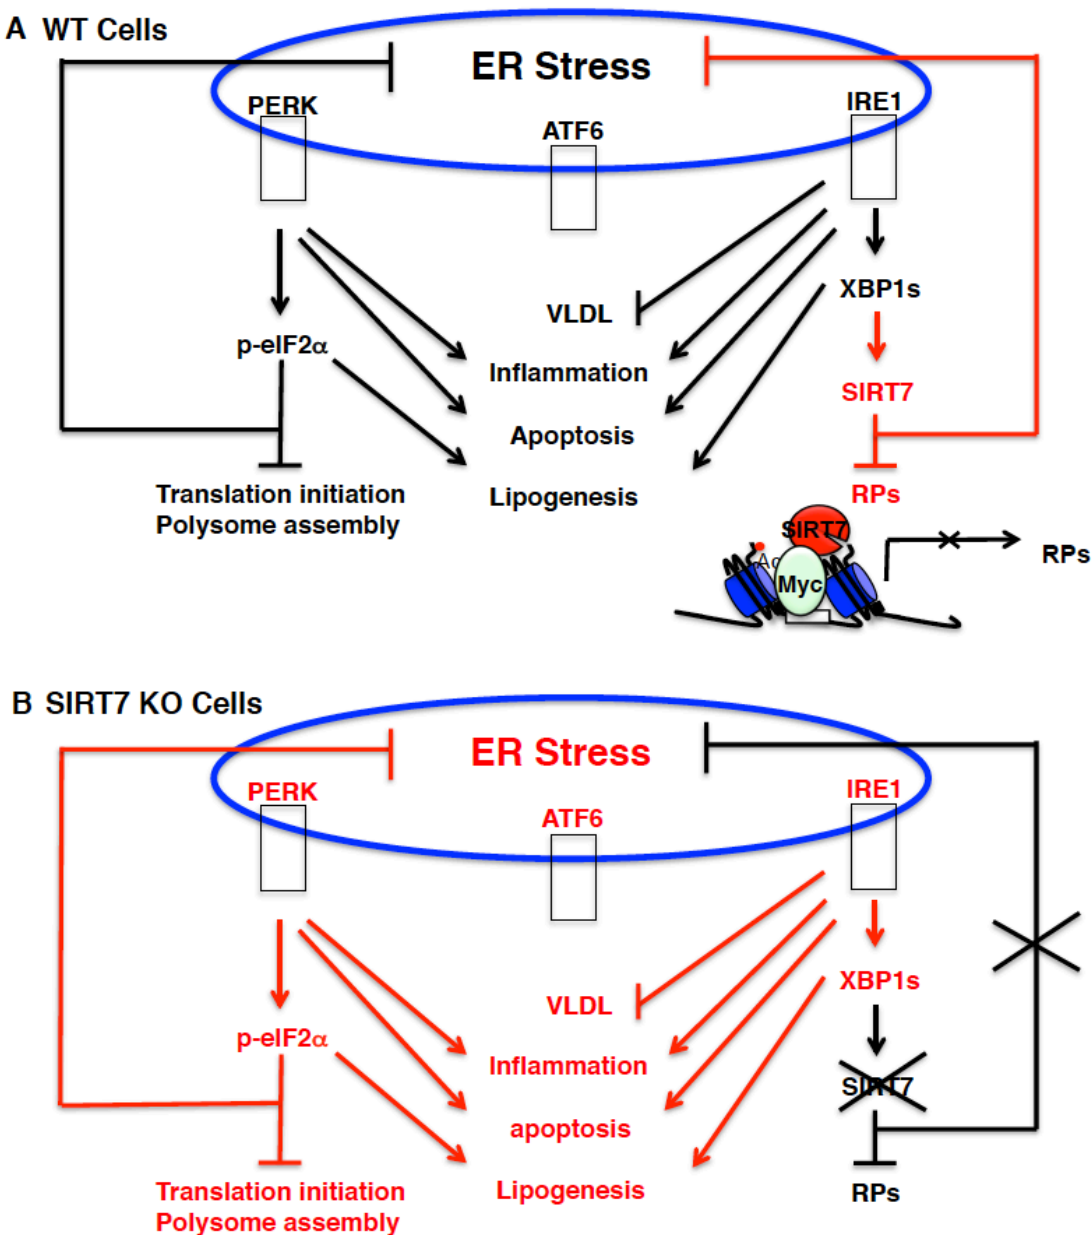 A WT Cells
ER Stress
PERK
ATF6
IRE1
XBP1s
VLDL
p-eIF2α
Inflammation
SIRT7
Apoptosis
Translation initiation
Polysome assembly
Lipogenesis
RPs
SIRT7
Ac
Myc
RPs
B SIRT7 KO Cells
ER Stress
PERK
ATF6
IRE1
XBP1s
VLDL
p-eIF2α
Inflammation
SIRT7
apoptosis
Translation initiation
Polysome assembly
Lipogenesis
RPs